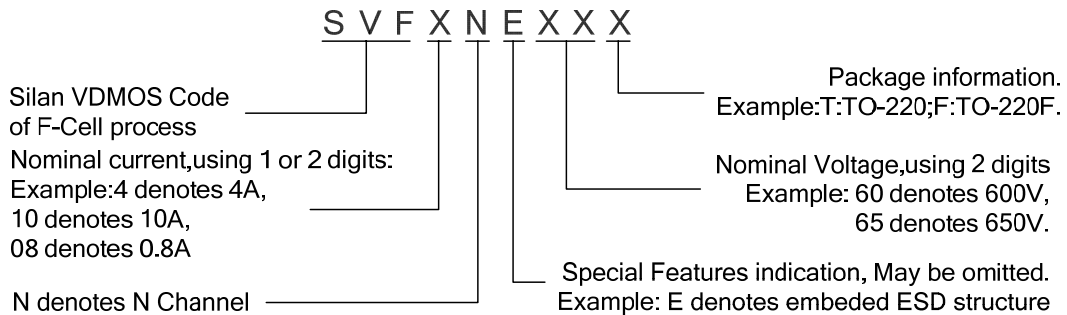 S V F X N E X X X
Silan VDMOS Code
of F-Cell process
Nominal current,using 1 or 2 digits:
Example:4 denotes 4A,
10 denotes 10A,
08 denotes 0.8A
N denotes N Channel
Package information.
Example:T:TO-220;F:TO-220F.
Nominal Voltage,using 2 digits
Example: 60 denotes 600V,
65 denotes 650V.
Special Features indication, May be omitted.
Example: E denotes embeded ESD structure